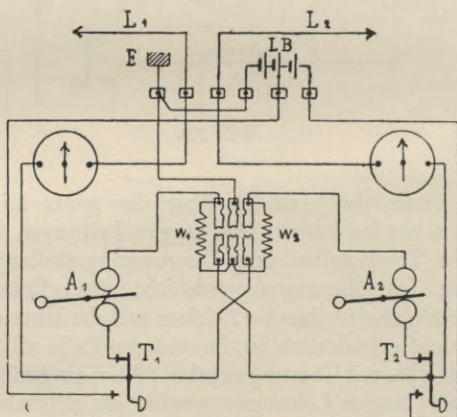 L₁ L₂
E LB
w₁ w₂
A₁ A₂
T₁ T₂